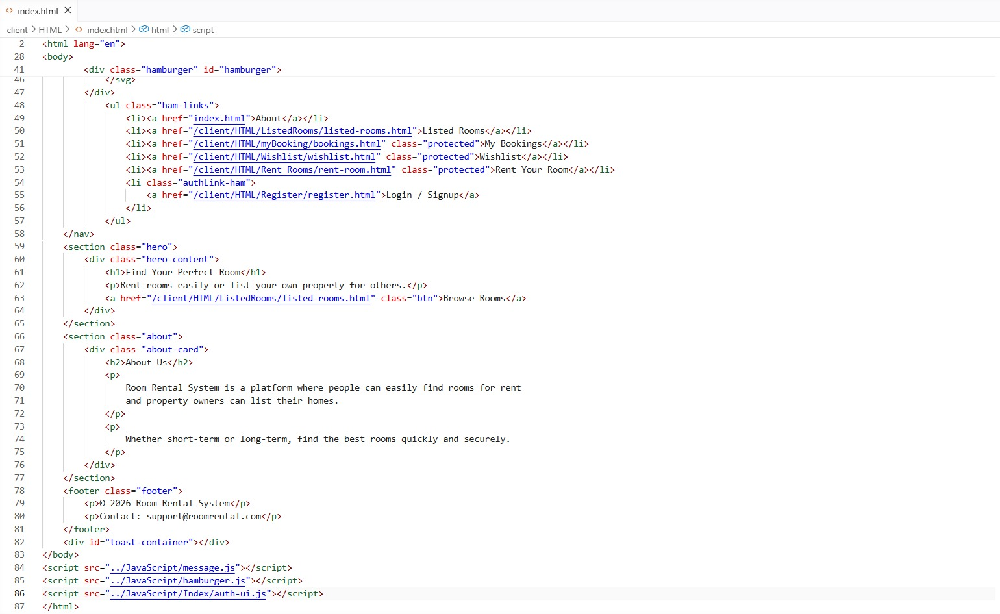 index.html
client > HTML > index.html > html > script
2 <html lang="en">
28 <body>
41 <div class="hamburger" id="hamburger">
46 </svg>
47 </div>
48 <ul class="ham-links">
49 <li><a href="index.html">About</a></li>
50 <li><a href="/client/HTML/ListedRooms/listed-rooms.html">Listed Rooms</a></li>
51 <li><a href="/client/HTML/myBooking/bookings.html" class="protected">My Bookings</a></li>
52 <li><a href="/client/HTML/Wishlist/wishlist.html" class="protected">Wishlist</a></li>
53 <li><a href="/client/HTML/Rent Rooms/rent-room.html" class="protected">Rent Your Room</a></li>
54 <li class="authLink-ham">
55 <a href="/client/HTML/Register/register.html">Login / Signup</a>
56 </li>
57 </ul>
58 </nav>
59 <section class="hero">
60 <div class="hero-content">
61 <h1>Find Your Perfect Room</h1>
62 <p>Rent rooms easily or list your own property for others.</p>
63 <a href="/client/HTML/ListedRooms/listed-rooms.html" class="btn">Browse Rooms</a>
64 </div>
65 </section>
66 <section class="about">
67 <div class="about-card">
68 <h2>About Us</h2>
69 <p>
70 Room Rental System is a platform where people can easily find rooms for rent
71 and property owners can list their homes.
72 </p>
73 <p>
74 Whether short-term or long-term, find the best rooms quickly and securely.
75 </p>
76 </div>
77 </section>
78 <footer class="footer">
79 <p>© 2026 Room Rental System</p>
80 <p>Contact: support@roomrental.com</p>
81 </footer>
82 <div id="toast-container"></div>
83 </body>
84 <script src="../JavaScript/message.js"></script>
85 <script src="../JavaScript/hamburger.js"></script>
86 <script src="../JavaScript/Index/auth-ui.js"></script>
87 </html>